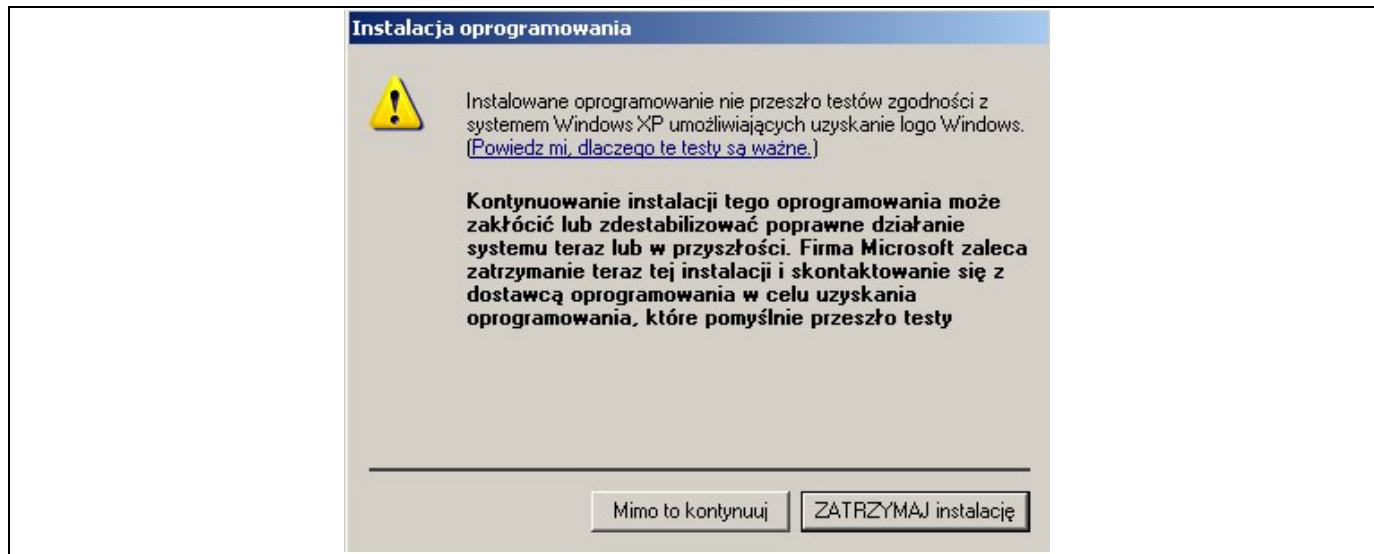 Instalacja oprogramowania
Instalowane oprogramowanie nie przeszło testów zgodności z
systemem Windows XP umożliwiających uzyskanie logo Windows.
(Powiedz mi, dlaczego te testy są ważne.)
Kontynuowanie instalacji tego oprogramowania może
zakłócić lub zdestabilizować poprawne działanie
systemu teraz lub w przyszłości. Firma Microsoft zaleca
zatrzymanie teraz tej instalacji i skontaktowanie się z
dostawcą oprogramowania w celu uzyskania
oprogramowania, które pomyślnie przeszło testy
Mimo to kontynuuj ZATRZYMAJ instalację